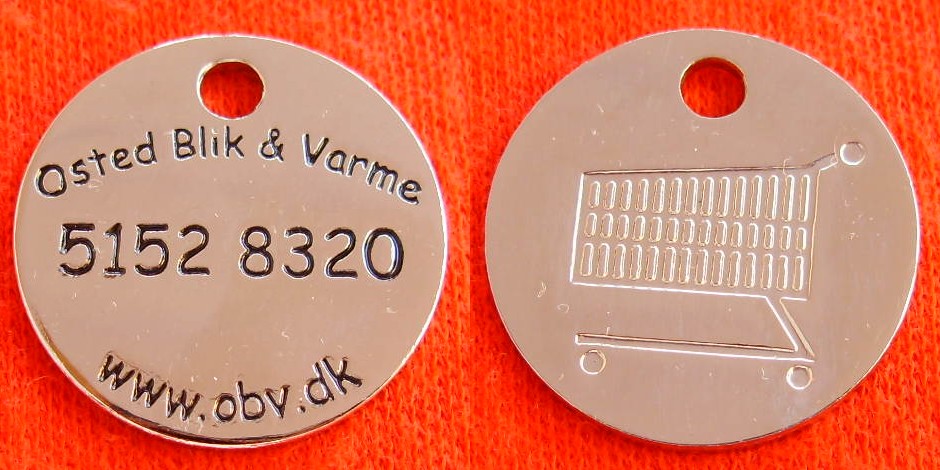 Osted Blik & Varme
5152 8320
www.obv.dk